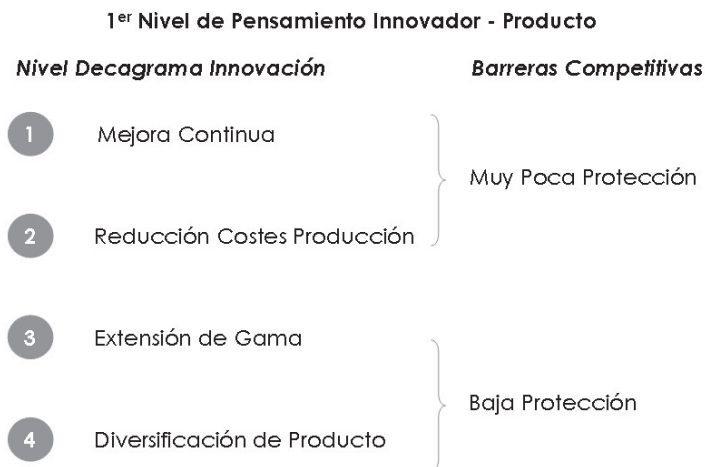 1er Nivel de Pensamiento Innovador - Producto
Nivel Decagrama Innovación
Barreras Competitivas
1 Mejora Continua
Muy Poca Protección
2 Reducción Costes Producción
3 Extensión de Gama
Baja Protección
4 Diversificación de Producto